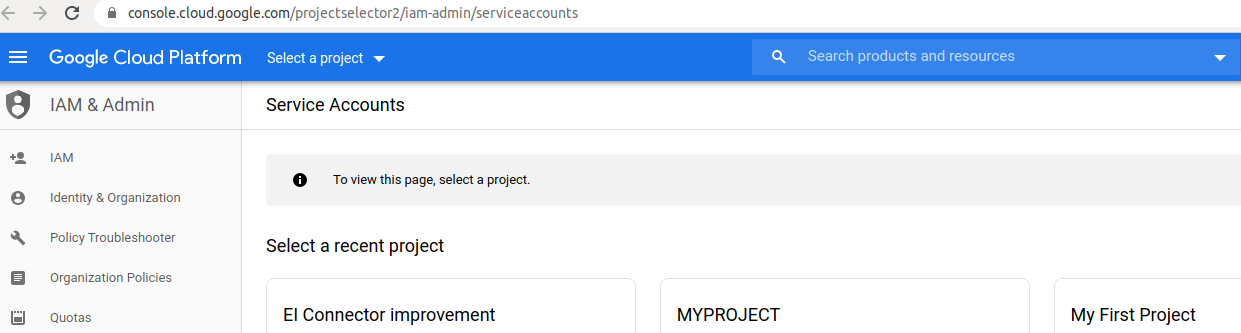 console.cloud.google.com/projectselector2/iam-admin/serviceaccounts
Google Cloud Platform Select a project Search products and resources
IAM & Admin Service Accounts
IAM
Identity & Organization
Policy Troubleshooter
Organization Policies
Quotas
To view this page, select a project.
Select a recent project
EI Connector improvement MYPROJECT My First Project